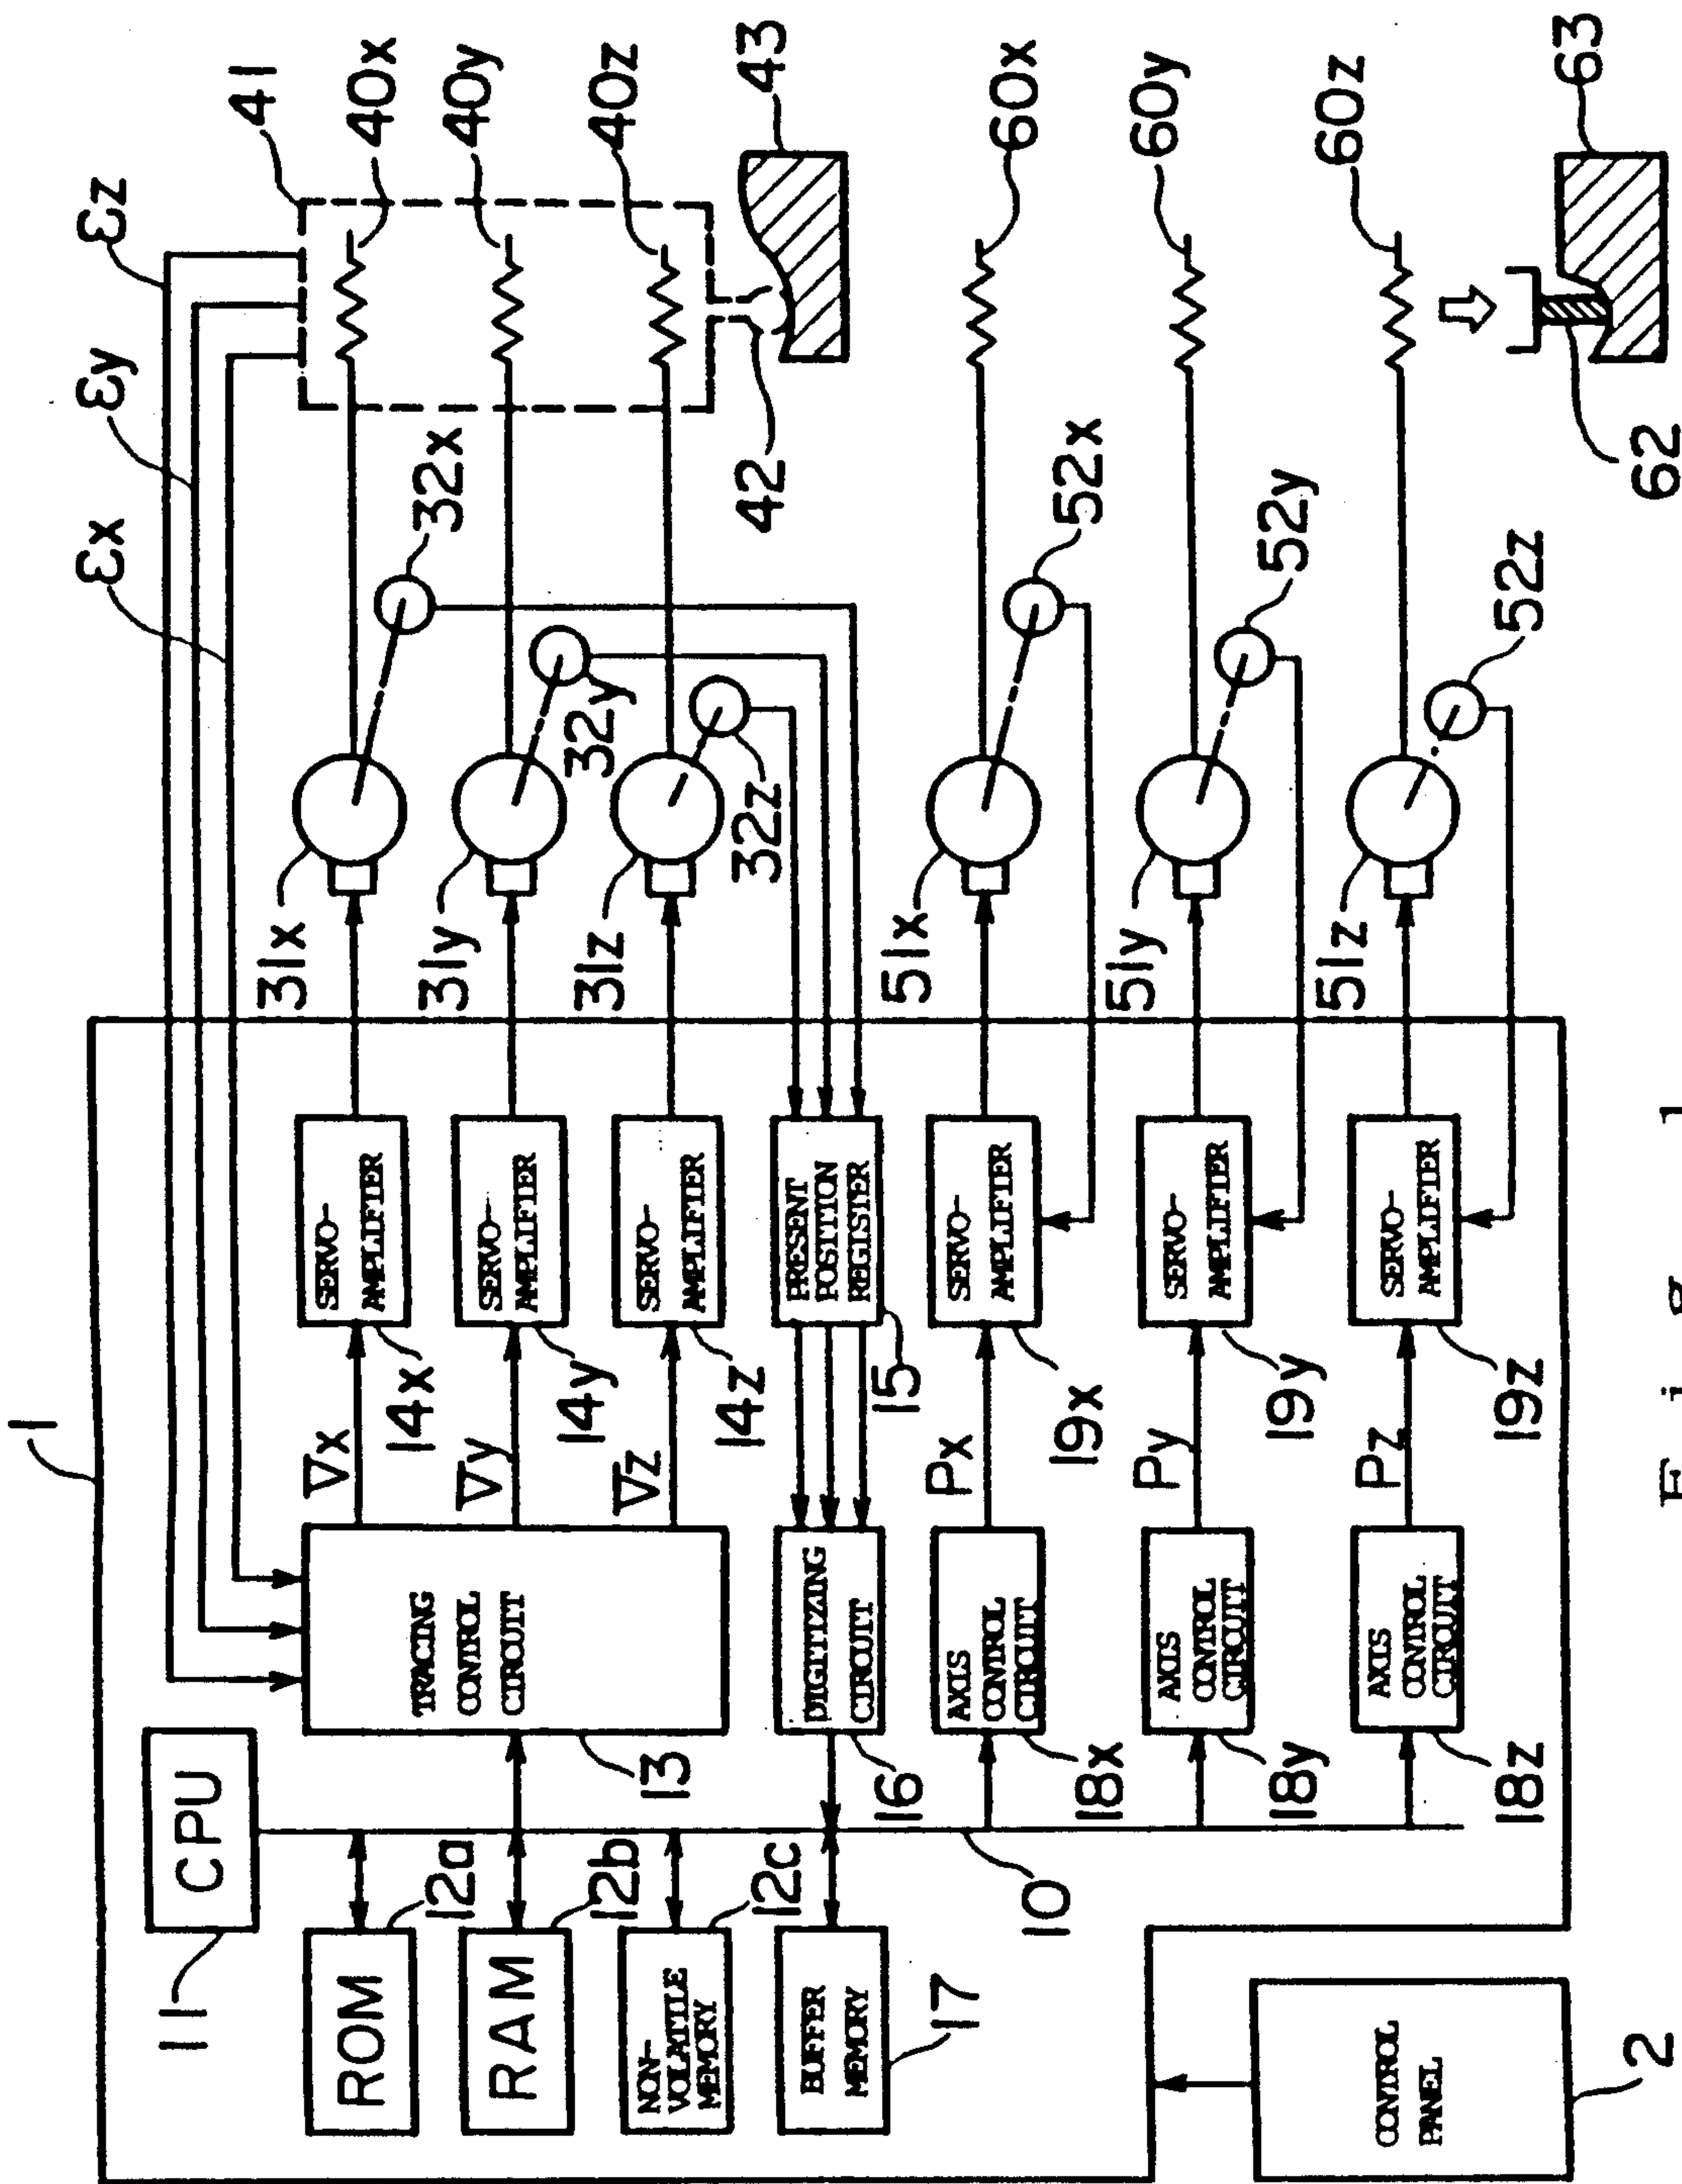 1
εx
εy
εz
41
40x
40y
40z
43
42
11
CPU
ROM
12a
RAM
12b
NON-
VOLATILE
MEMORY
12c
BUFFER
MEMORY
17
10
TRACING
CONTROL
CIRCUIT
13
Vx
Vy
Vz
SERVO-
AMPLIFIER
14x
SERVO-
AMPLIFIER
14y
SERVO-
AMPLIFIER
14z
31x
31y
31z
32x
32y
32z
DIGITIZING
CIRCUIT
16
PRESENT
POSITION
REGISTER
15
AXIS
CONTROL
CIRCUIT
18x
Px
SERVO-
AMPLIFIER
19x
51x
52x
60x
AXIS
CONTROL
CIRCUIT
18y
Py
SERVO-
AMPLIFIER
19y
51y
52y
60y
AXIS
CONTROL
CIRCUIT
18z
Pz
SERVO-
AMPLIFIER
19z
51z
52z
60z
62
63
CONTROL
PANEL
2
Fig. 1